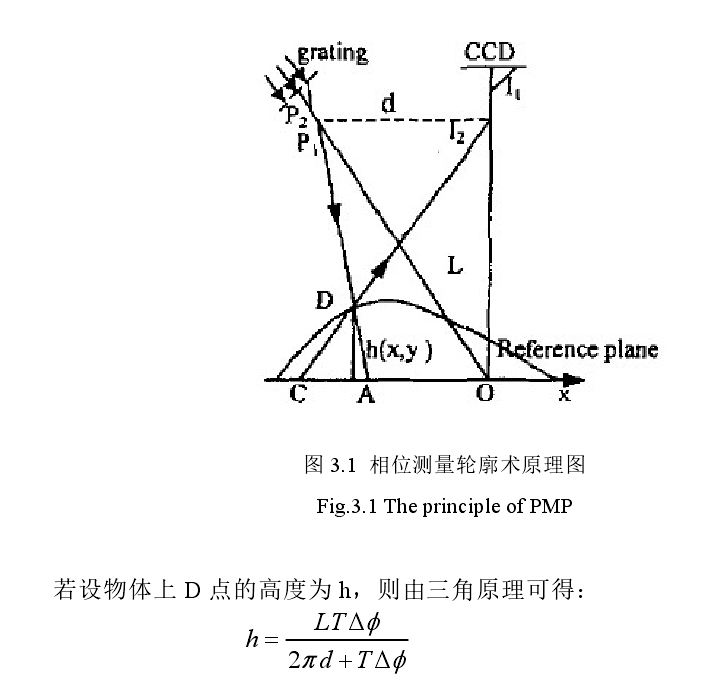 grating
CCD
I₁
d
P₂
P₁
I₂
L
D
h(x,y)
Reference plane
C
A
O
x
图 3.1 相位测量轮廓术原理图
Fig.3.1 The principle of PMP
若设物体上 D 点的高度为 h，则由三角原理可得：
h = LTΔϕ / (2πd + TΔϕ)